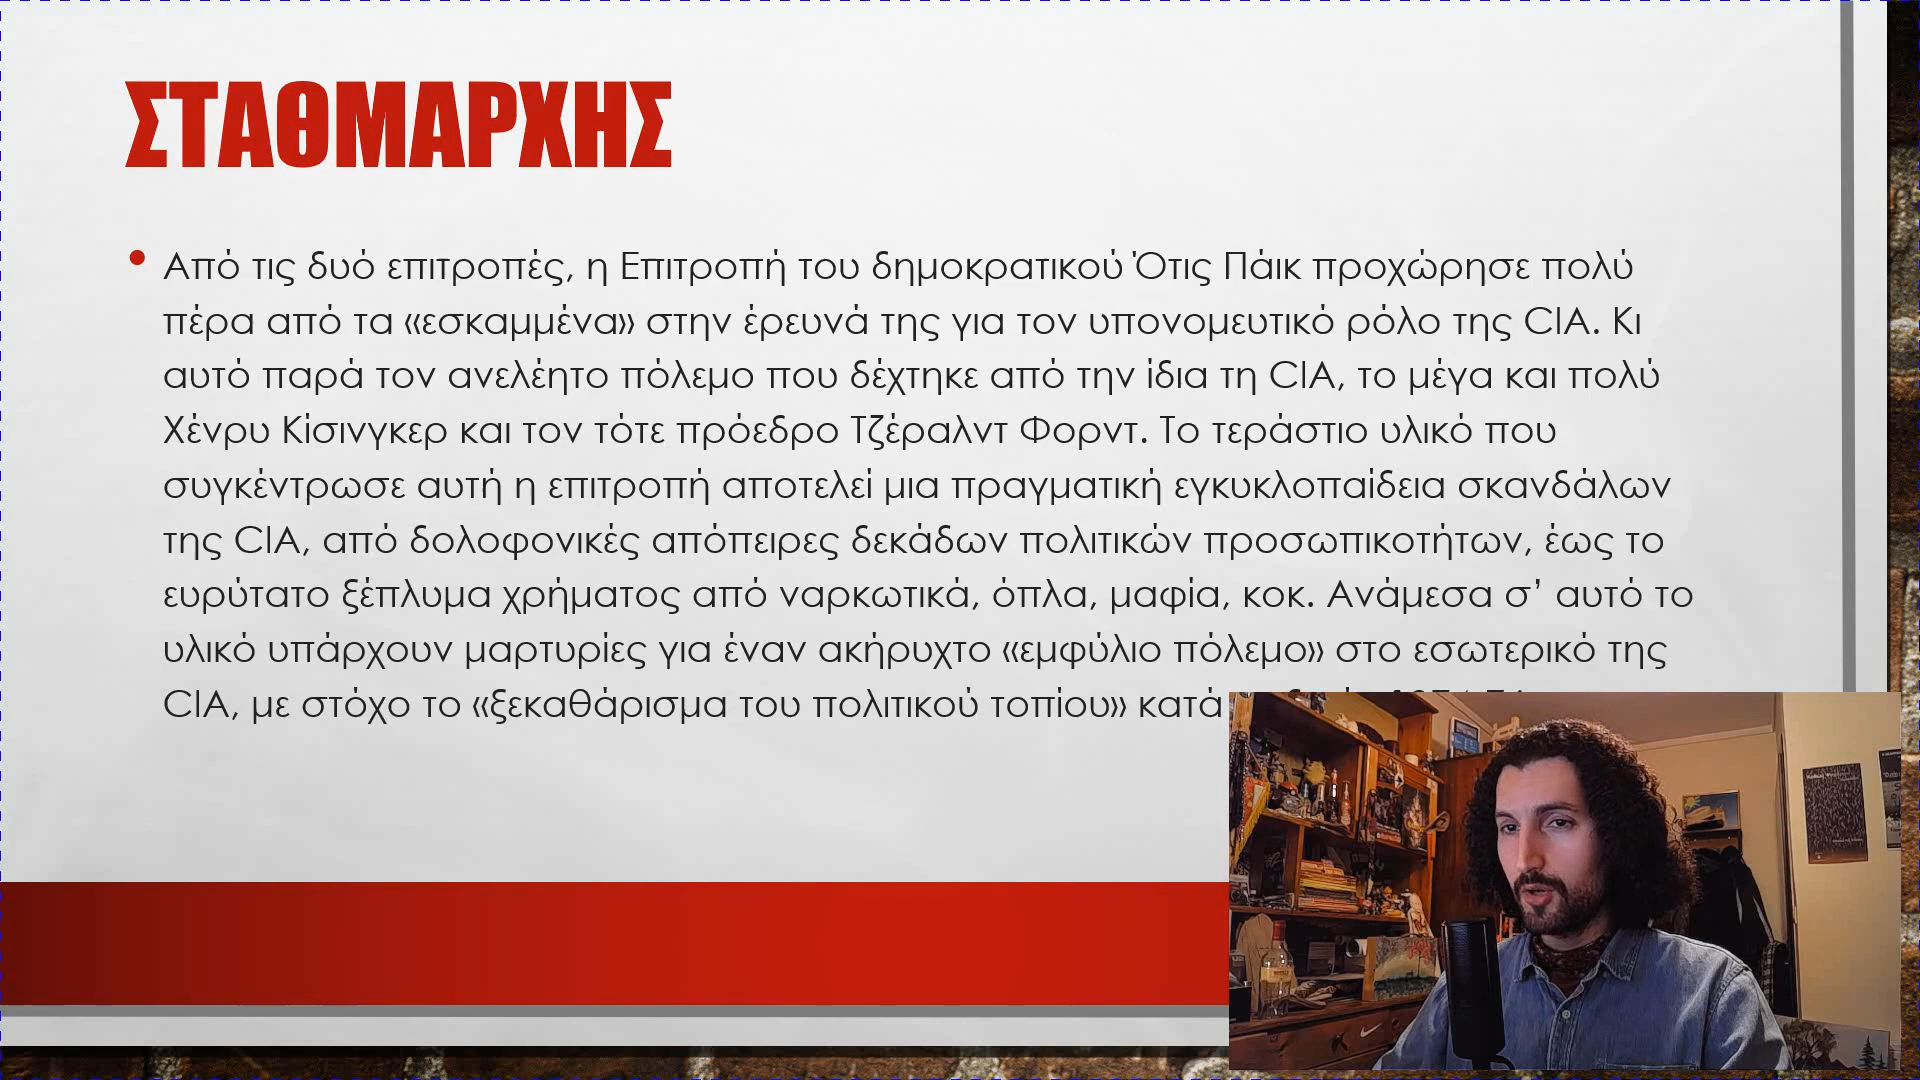 ΣΤΑΘΜΑΡΧΗΣ
• Από τις δυό επιτροπές, η Επιτροπή του δημοκρατικού Ότις Πάικ προχώρησε πολύ
πέρα από τα «εσκαμμένα» στην έρευνά της για τον υπονομευτικό ρόλο της CIA. Κι
αυτό παρά τον ανελέητο πόλεμο που δέχτηκε από την ίδια τη CIA, το μέγα και πολύ
Χένρυ Κίσινγκερ και τον τότε πρόεδρο Τζέραλντ Φορντ. Το τεράστιο υλικό που
συγκέντρωσε αυτή η επιτροπή αποτελεί μια πραγματική εγκυκλοπαίδεια σκανδάλων
της CIA, από δολοφονικές απόπειρες δεκάδων πολιτικών προσωπικοτήτων, έως το
ευρύτατο ξέπλυμα χρήματος από ναρκωτικά, όπλα, μαφία, κοκ. Ανάμεσα σ’ αυτό το
υλικό υπάρχουν μαρτυρίες για έναν ακήρυχτο «εμφύλιο πόλεμο» στο εσωτερικό της
CIA, με στόχο το «ξεκαθάρισμα του πολιτικού τοπίου» κατά